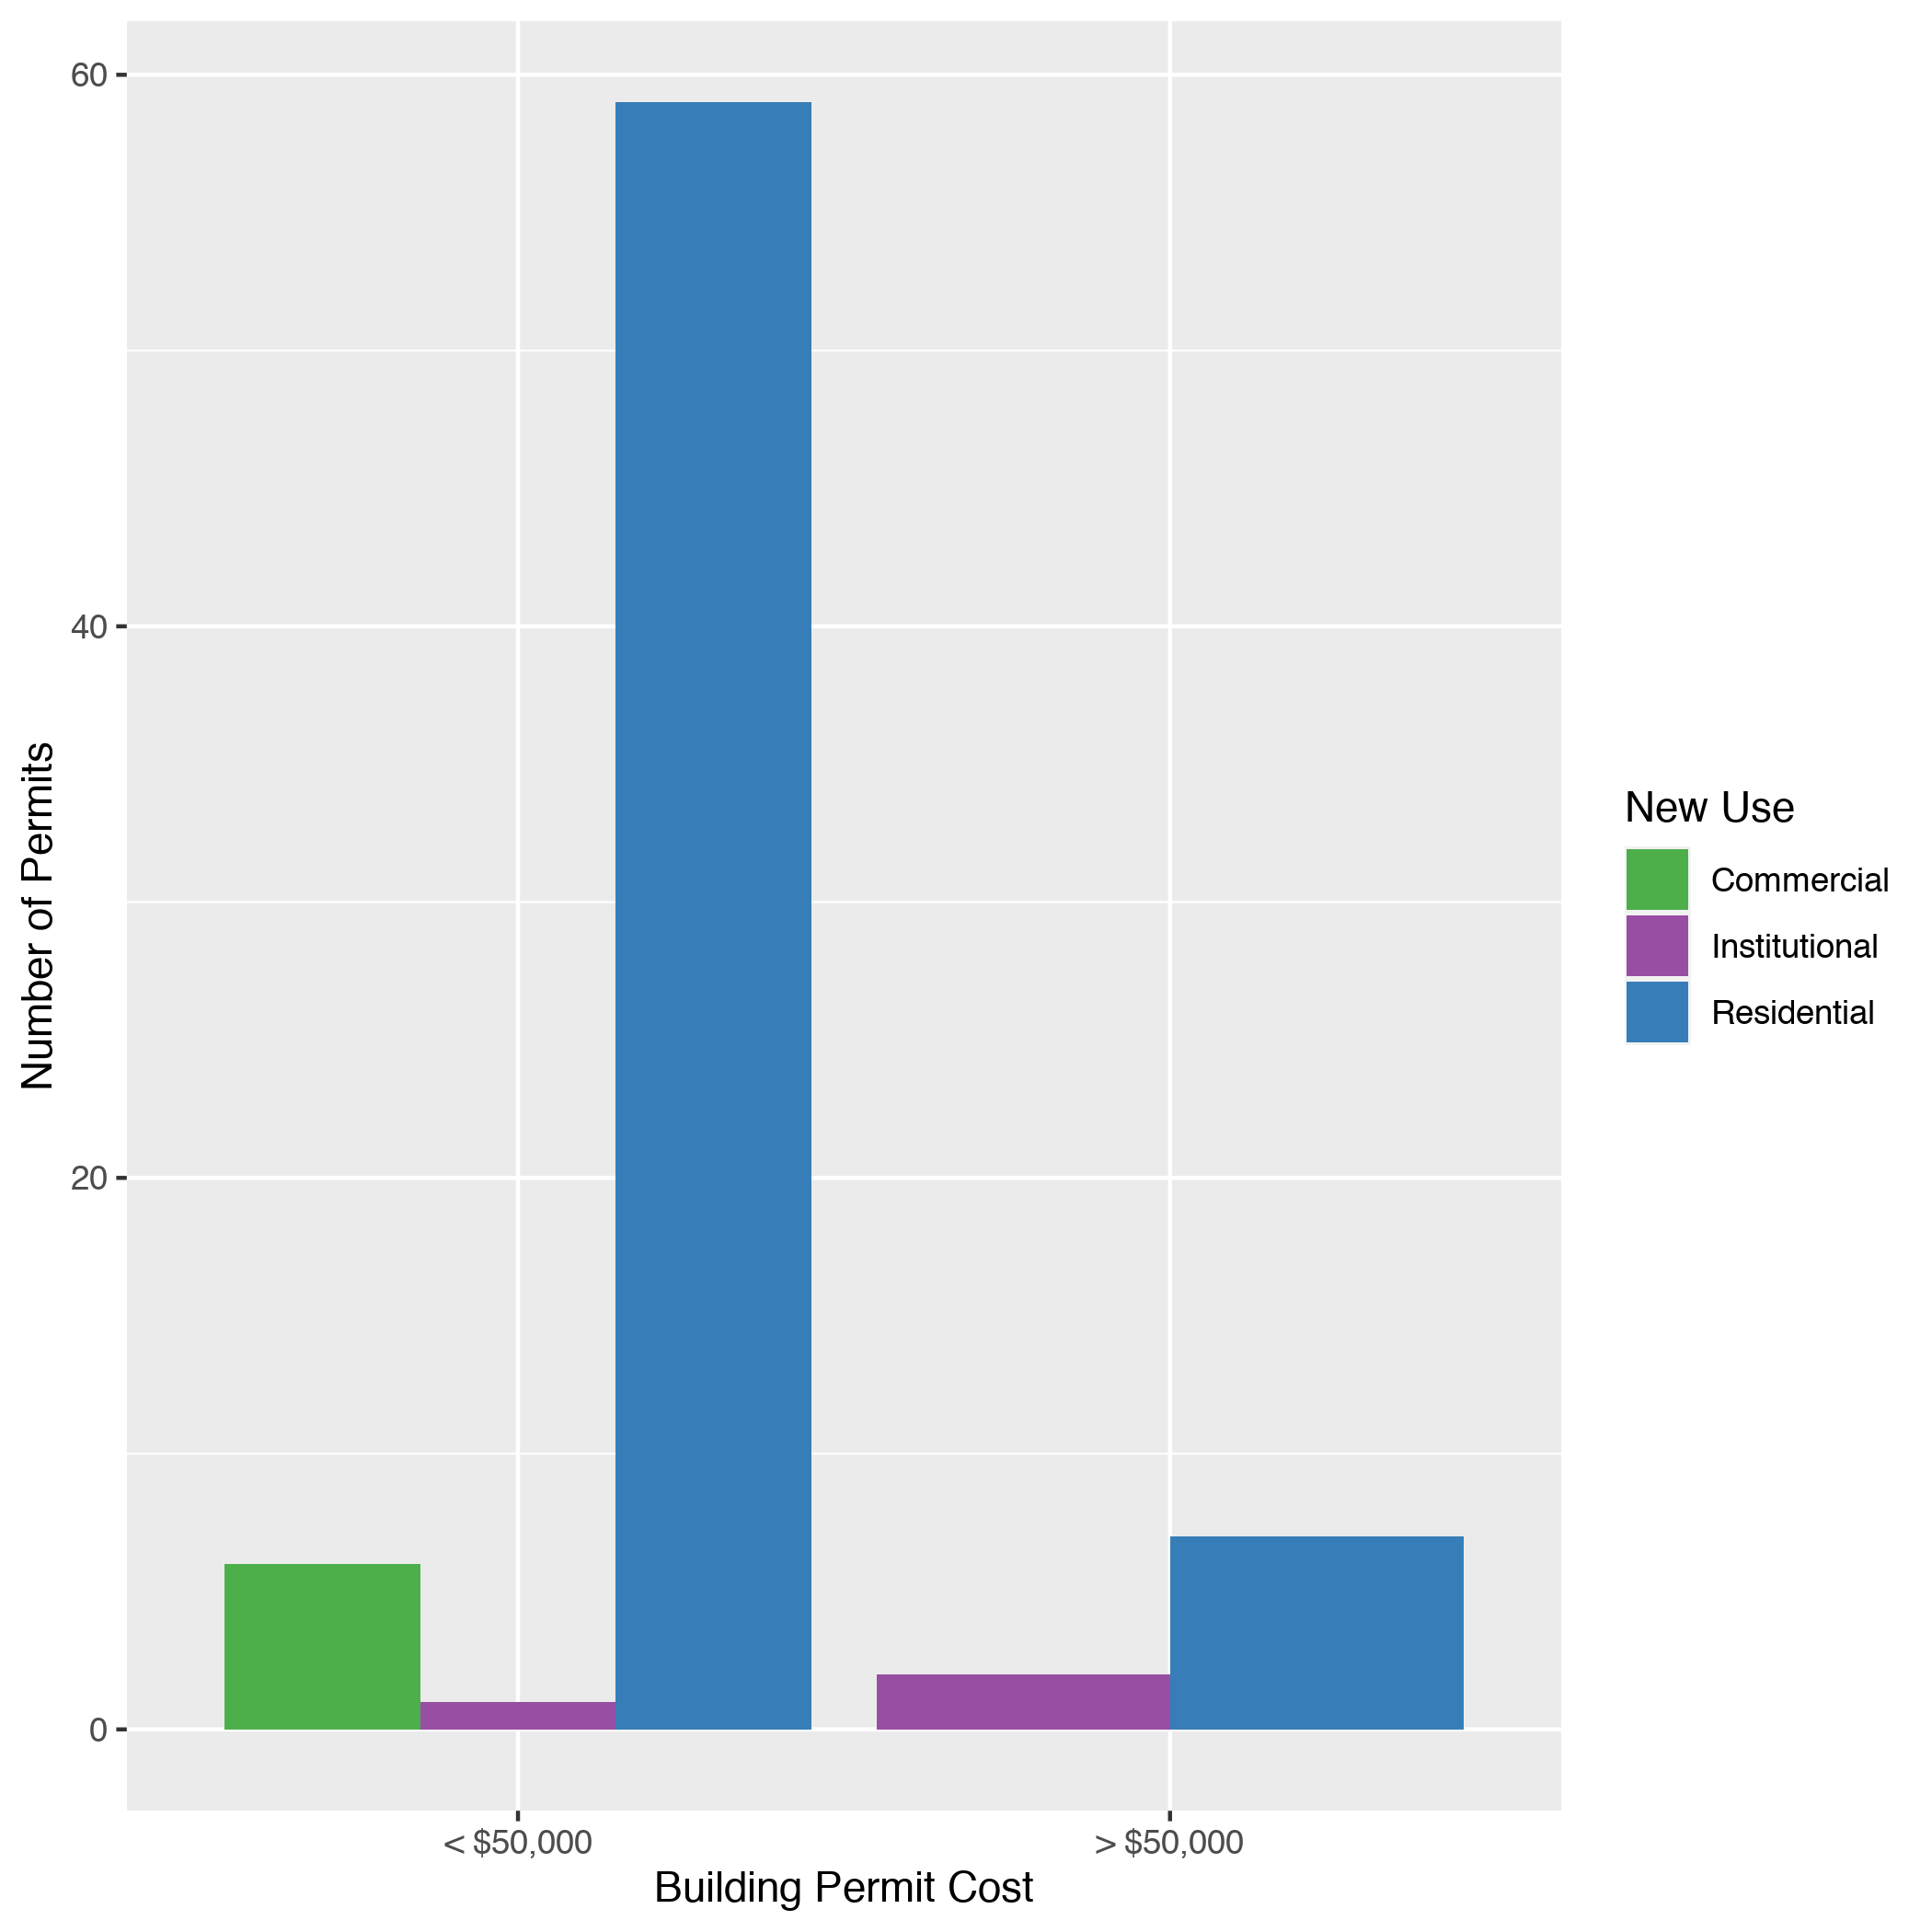 60
40
20
0
Number of Permits
< $50,000
> $50,000
Building Permit Cost
New Use
Commercial
Institutional
Residential